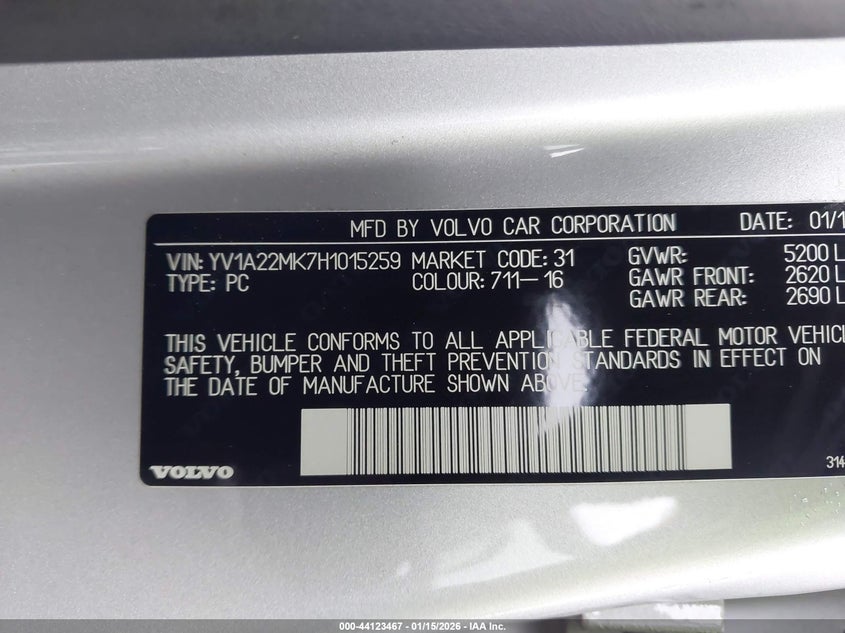 MFD BY VOLVO CAR CORPORATION DATE: 01/1
VIN: YV1A22MK7H1015259 MARKET CODE: 31 GVWR: 5200 L
TYPE: PC COLOUR: 711-16 GAWR FRONT: 2620 L
GAWR REAR: 2690 L
THIS VEHICLE CONFORMS TO ALL APPLICABLE FEDERAL MOTOR VEHICL
SAFETY, BUMPER AND THEFT PREVENTION STANDARDS IN EFFECT ON
THE DATE OF MANUFACTURE SHOWN ABOVE.
VOLVO
314
000-44123467 - 01/15/2026 - IAA Inc.